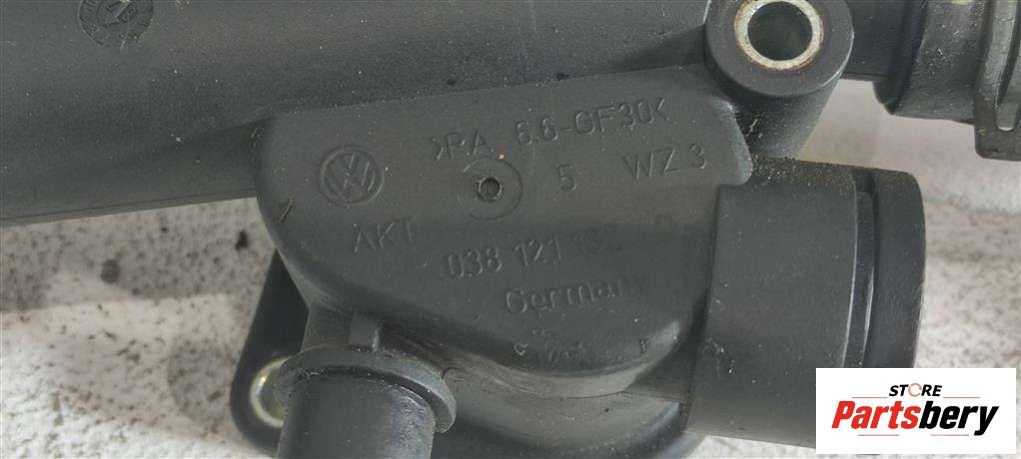 >PA 6.6-GF30<
5 WZ 3
AKT
038 121
Germany
STORE
Partsbery